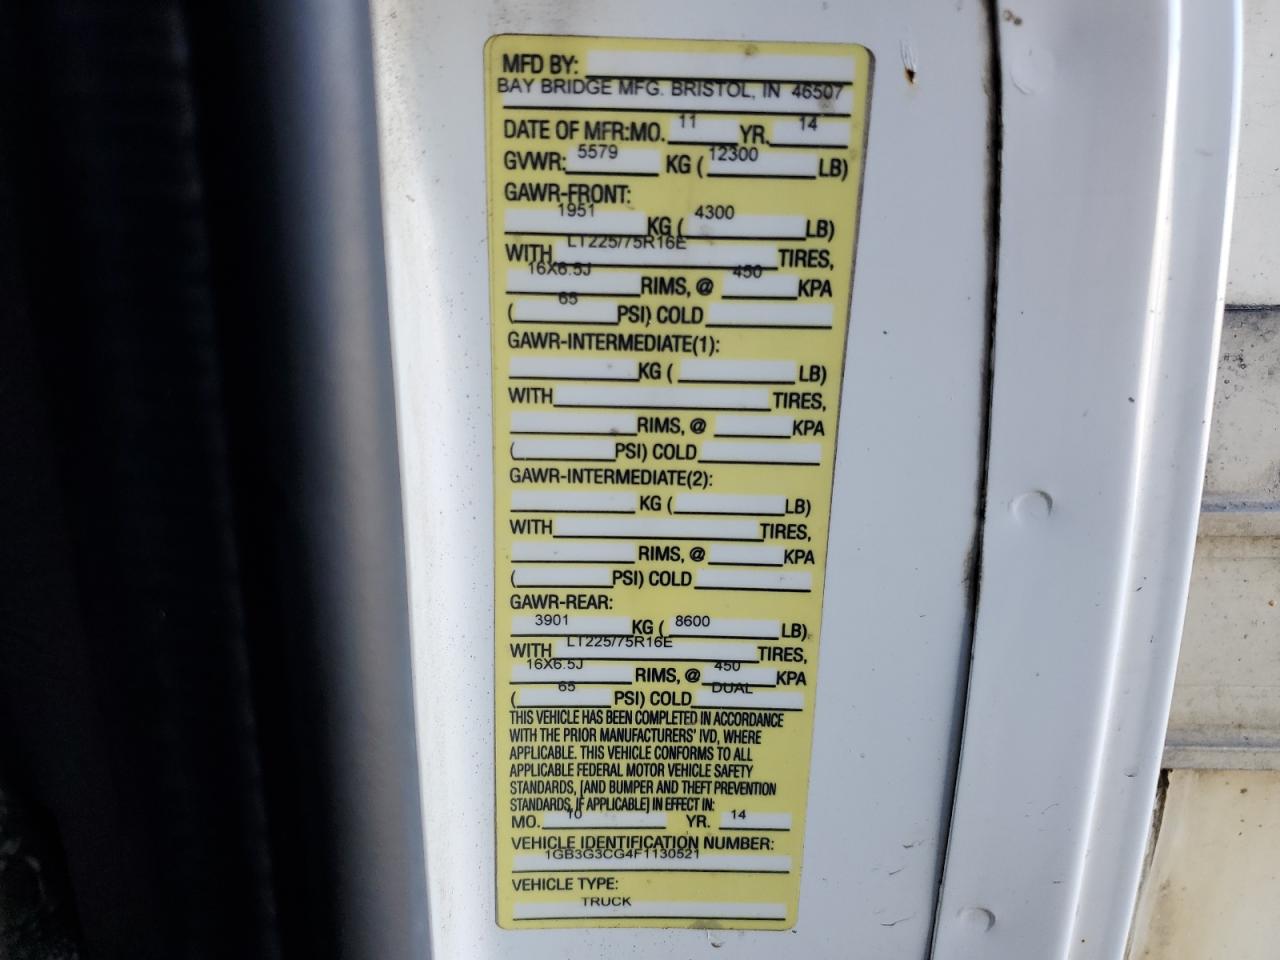 MFD BY:
BAY BRIDGE MFG. BRISTOL, IN 46507
DATE OF MFR:MO. 11 YR. 14
GVWR: 5579 KG ( 12300 LB)
GAWR-FRONT:
1951 KG ( 4300 LB)
WITH LT225/75R16E TIRES,
16X6.5J RIMS, @ 450 KPA
( 65 PSI) COLD
GAWR-INTERMEDIATE(1):
KG ( LB)
WITH TIRES,
RIMS, @ KPA
( PSI) COLD
GAWR-INTERMEDIATE(2):
KG ( LB)
WITH TIRES,
RIMS, @ KPA
( PSI) COLD
GAWR-REAR:
3901 KG ( 8600 LB)
WITH LT225/75R16E TIRES,
16X6.5J RIMS, @ 450 KPA
( 65 PSI) COLD DUAL
THIS VEHICLE HAS BEEN COMPLETED IN ACCORDANCE
WITH THE PRIOR MANUFACTURERS' IVD, WHERE
APPLICABLE. THIS VEHICLE CONFORMS TO ALL
APPLICABLE FEDERAL MOTOR VEHICLE SAFETY
STANDARDS, [AND BUMPER AND THEFT PREVENTION
STANDARDS, IF APPLICABLE] IN EFFECT IN:
MO. 10 YR. 14
VEHICLE IDENTIFICATION NUMBER:
1GB3G3CG4F1130521
VEHICLE TYPE:
TRUCK